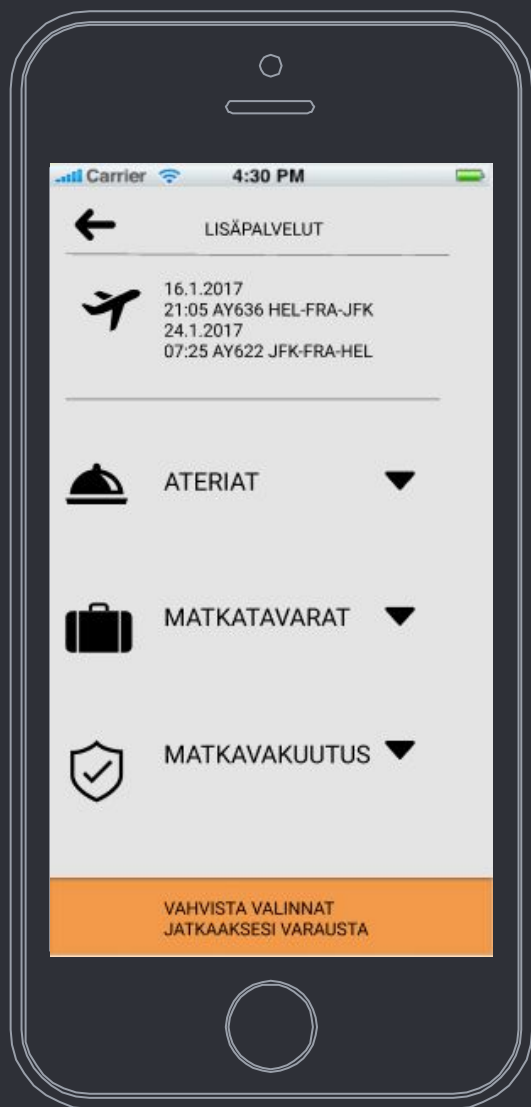 Carrier 4:30 PM
LISÄPALVELUT
16.1.2017
21:05 AY636 HEL-FRA-JFK
24.1.2017
07:25 AY622 JFK-FRA-HEL
ATERIAT
MATKATAVARAT
MATKAVAKUUTUS
VAHVISTA VALINNAT
JATKAAKSESI VARAUSTA